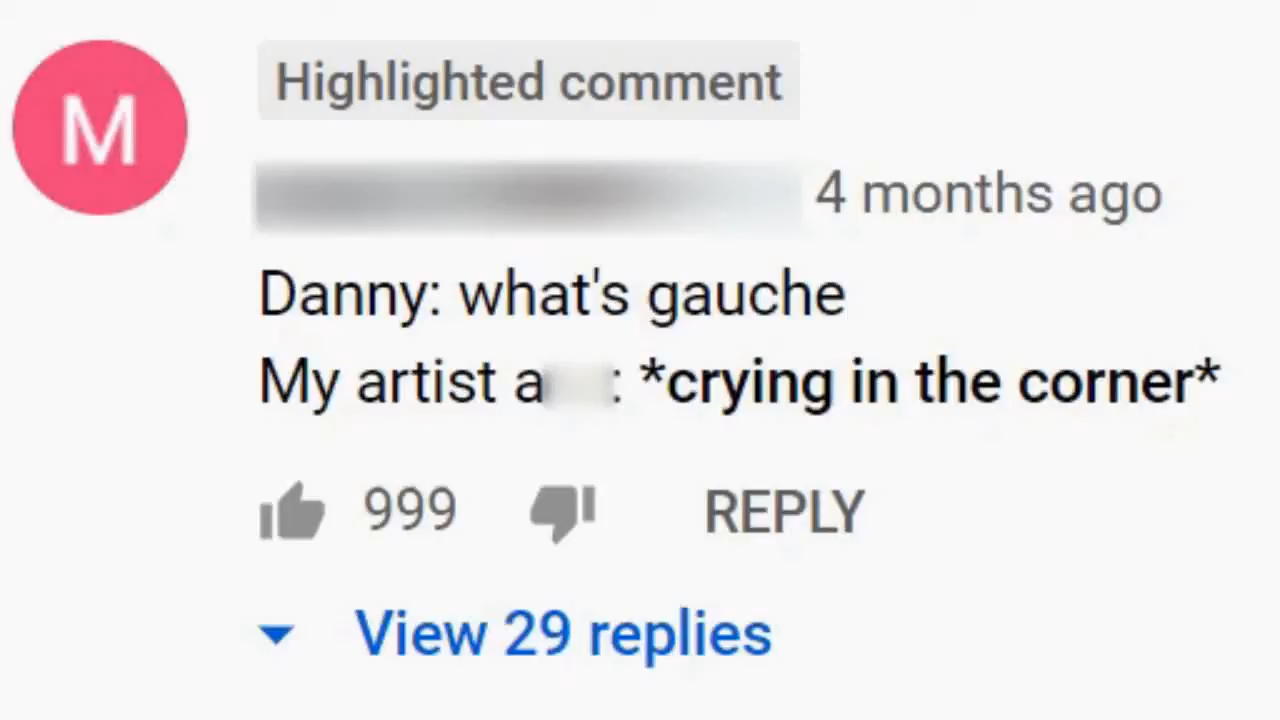 M
Highlighted comment
4 months ago
Danny: what's gauche
My artist a : *crying in the corner*
999 REPLY
View 29 replies